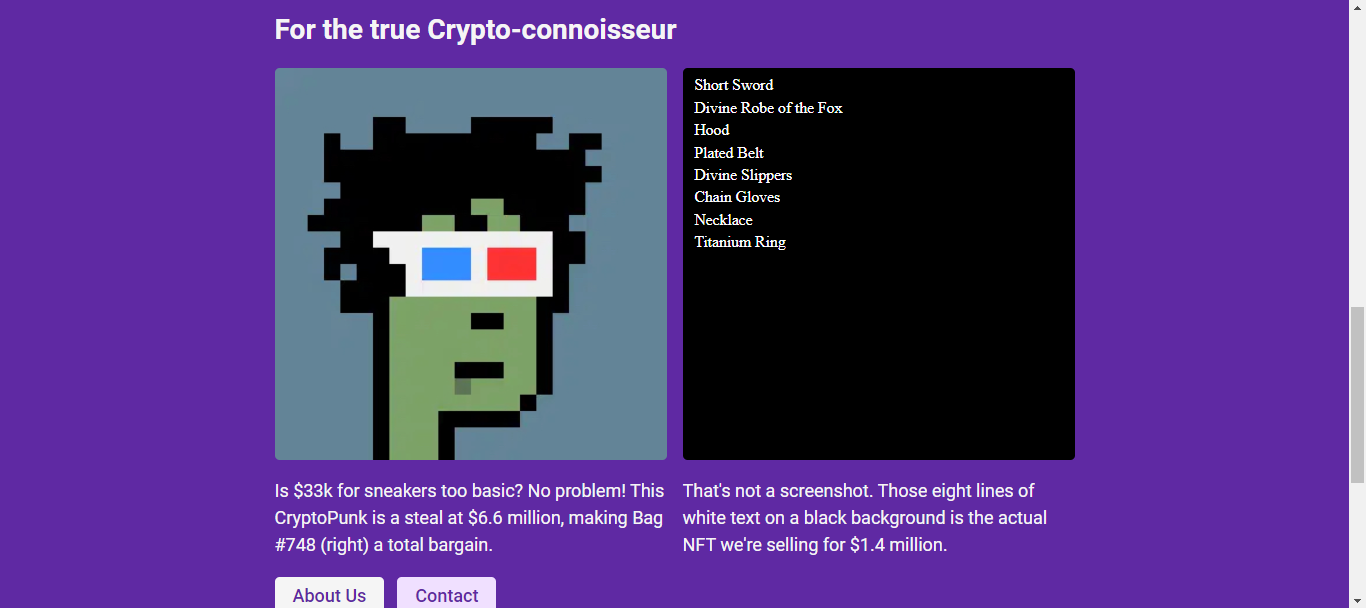 For the true Crypto-connoisseur
Short Sword
Divine Robe of the Fox
Hood
Plated Belt
Divine Slippers
Chain Gloves
Necklace
Titanium Ring
Is $33k for sneakers too basic? No problem! This
CryptoPunk is a steal at $6.6 million, making Bag
#748 (right) a total bargain.
That's not a screenshot. Those eight lines of
white text on a black background is the actual
NFT we're selling for $1.4 million.
About Us
Contact